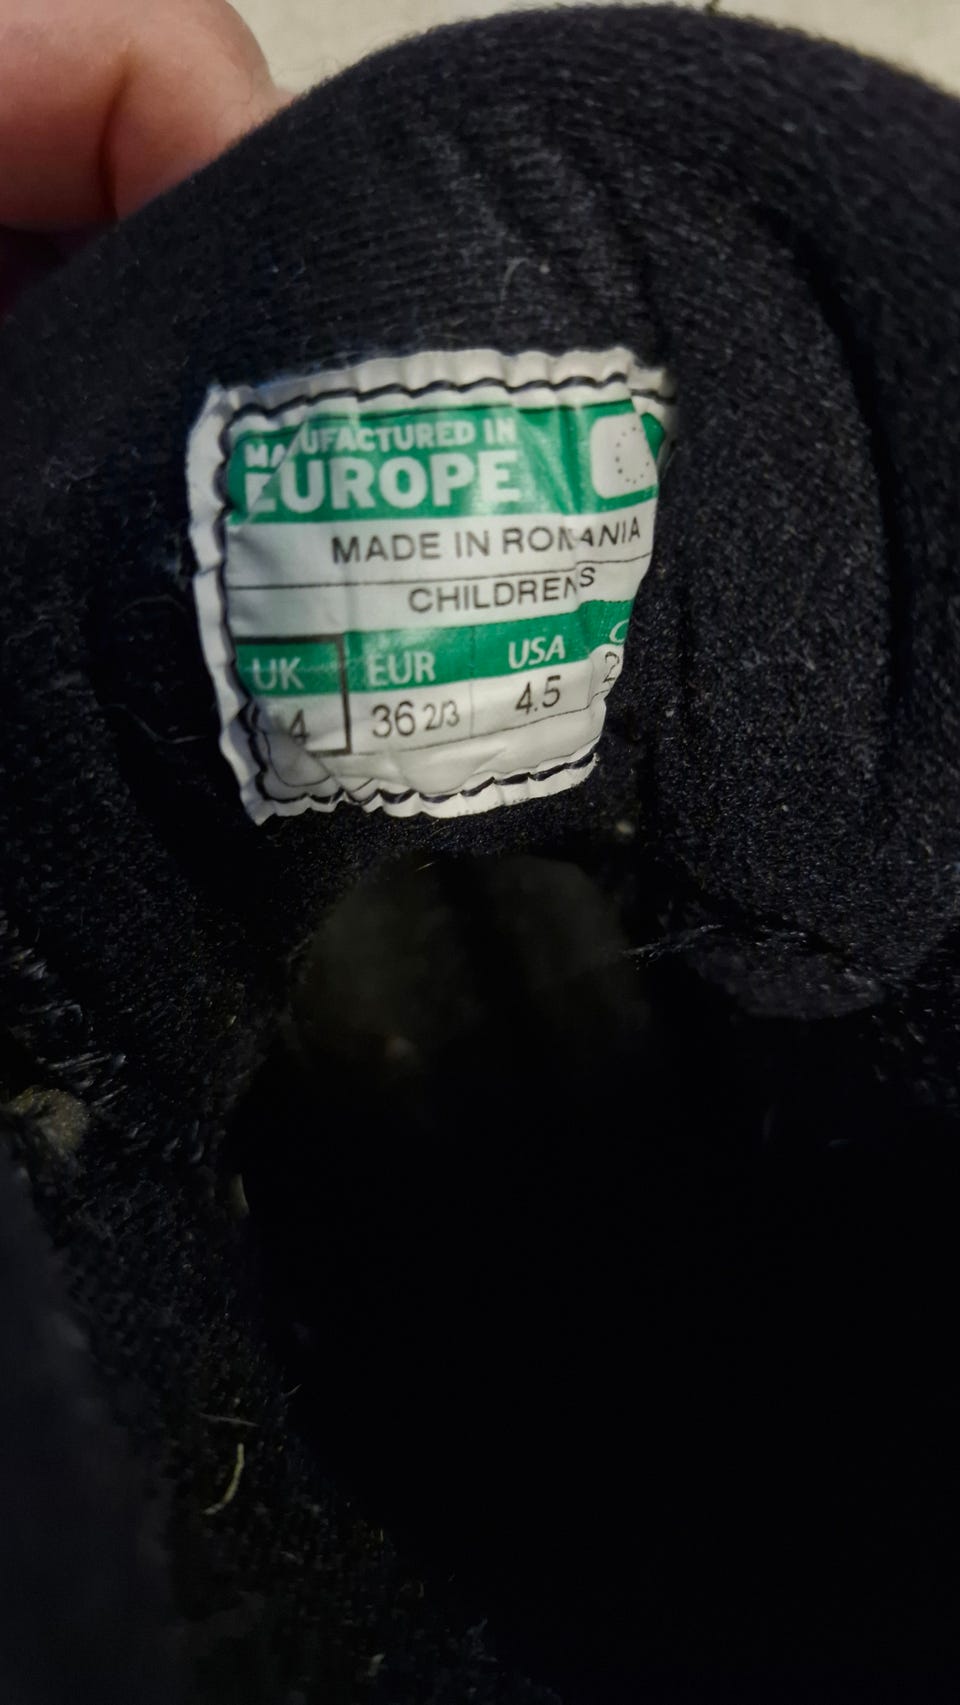 MANUFACTURED IN
EUROPE
MADE IN ROMANIA
CHILDRENS
UK EUR USA
4 36 2/3 4.5